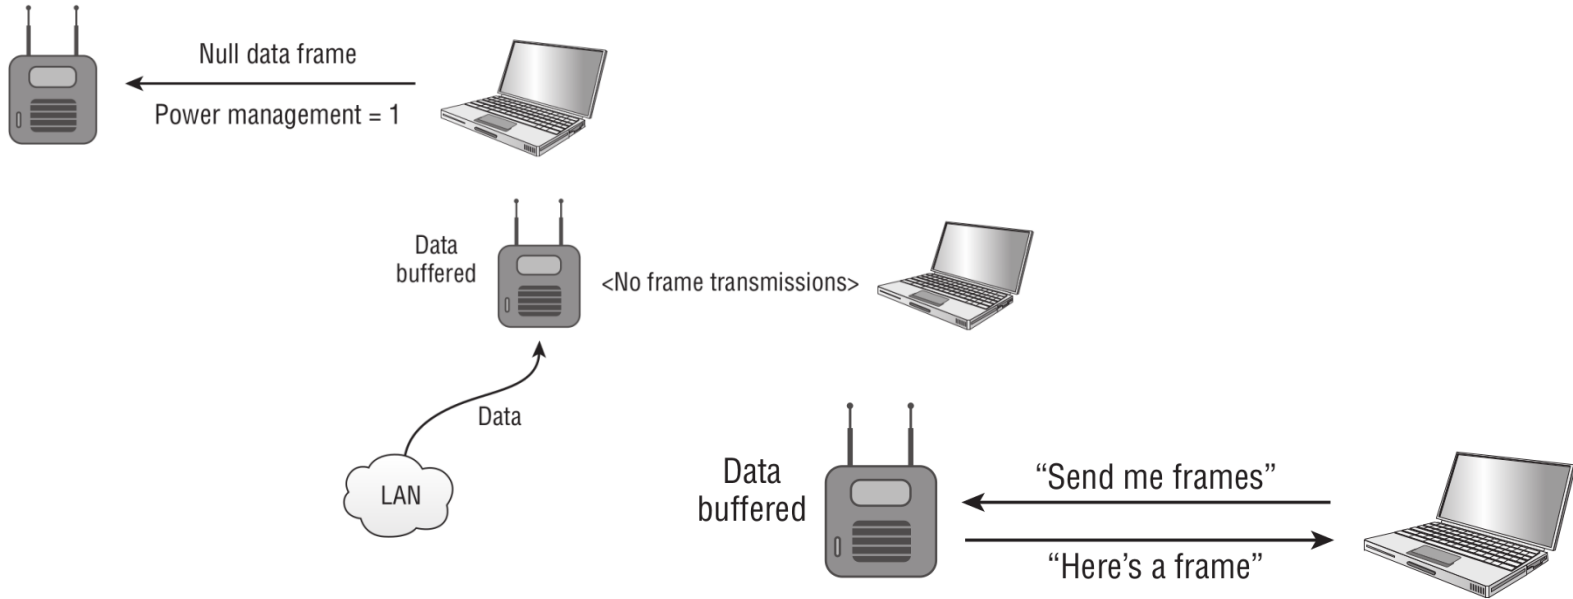 Null data frame
Power management = 1
Data
buffered
<No frame transmissions>
Data
LAN
Data
buffered
“Send me frames”
“Here’s a frame”